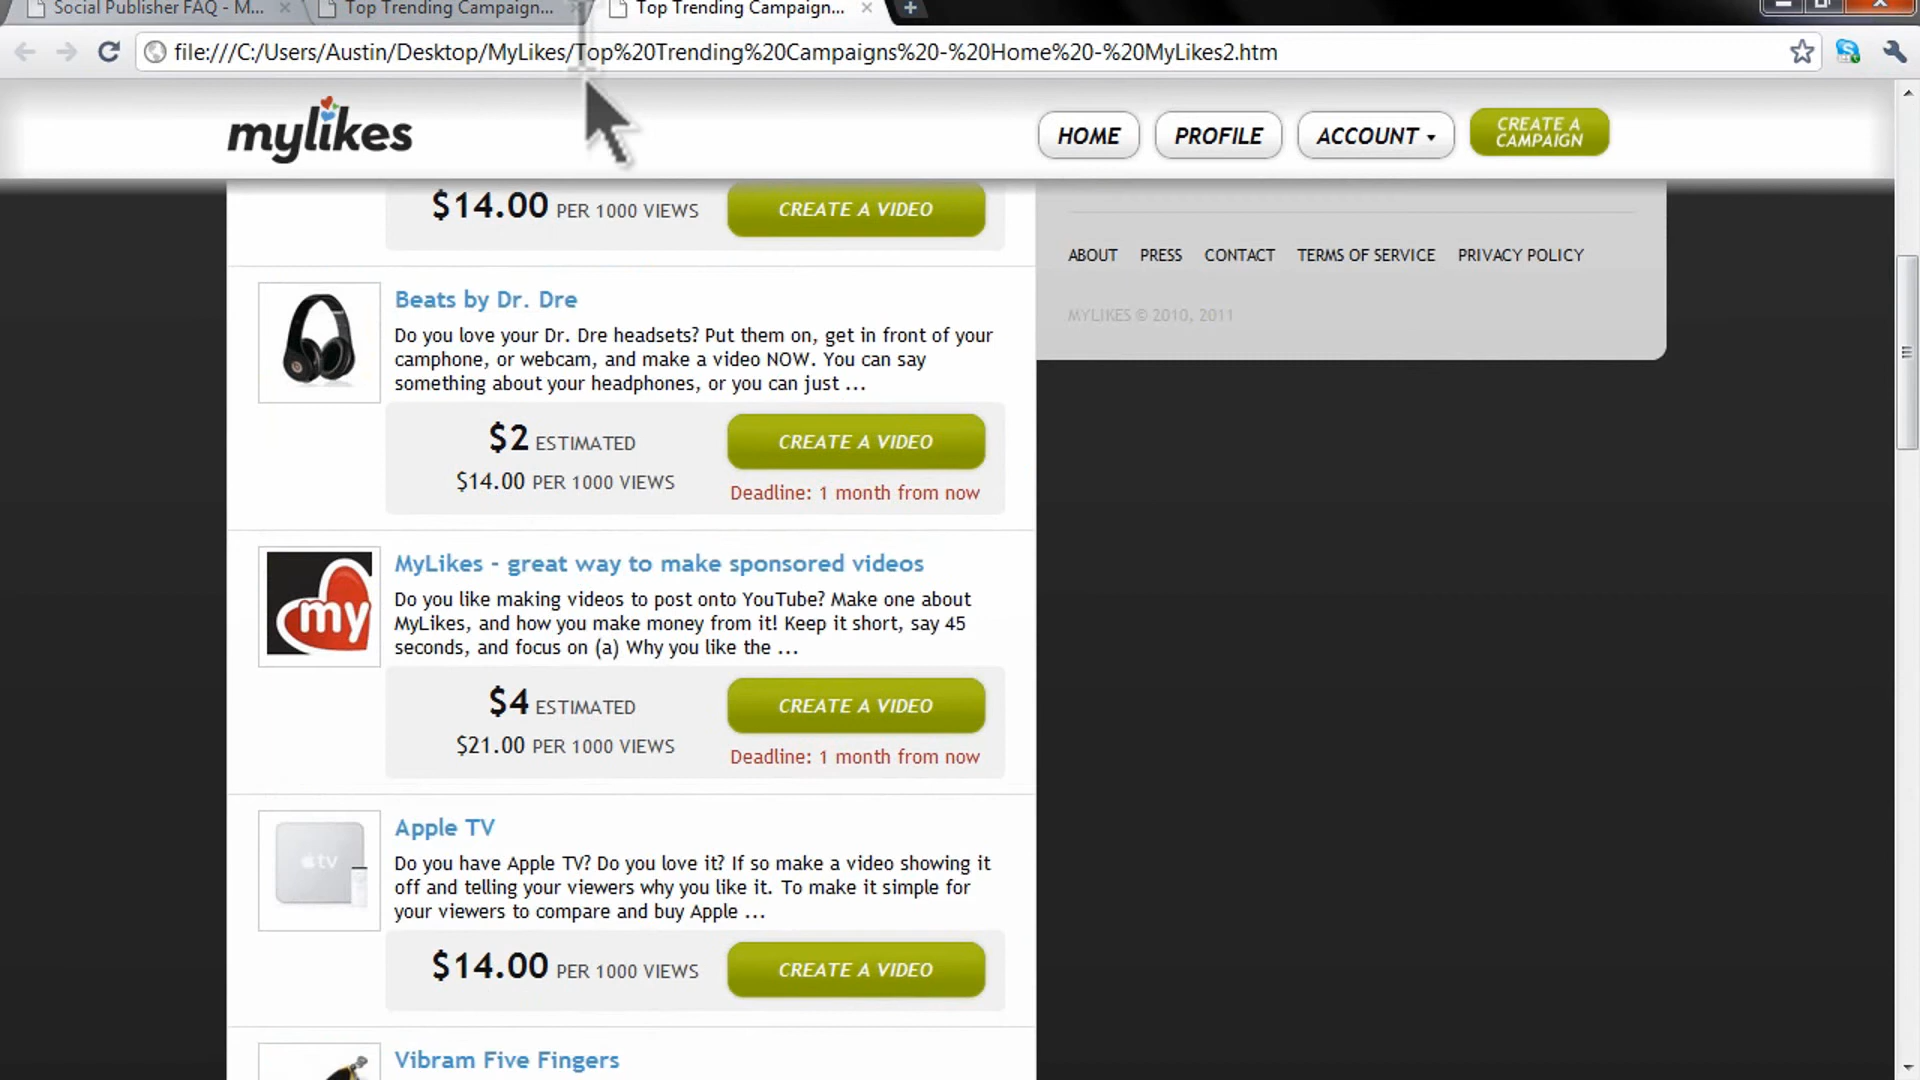 Social Publisher FAQ - M...
Top Trending Campaign...
Top Trending Campaign...
file:///C:/Users/Austin/Desktop/MyLikes/Top%20Trending%20Campaigns%20-%20Home%20-%20MyLikes2.htm
mylikes
HOME
PROFILE
ACCOUNT
CREATE A
CAMPAIGN
$14.00 PER 1000 VIEWS
CREATE A VIDEO
ABOUT PRESS CONTACT TERMS OF SERVICE PRIVACY POLICY
MYLIKES © 2010, 2011
Beats by Dr. Dre
Do you love your Dr. Dre headsets? Put them on, get in front of your
camphone, or webcam, and make a video NOW. You can say
something about your headphones, or you can just ...
$2 ESTIMATED
$14.00 PER 1000 VIEWS
CREATE A VIDEO
Deadline: 1 month from now
my
MyLikes - great way to make sponsored videos
Do you like making videos to post onto YouTube? Make one about
MyLikes, and how you make money from it! Keep it short, say 45
seconds, and focus on (a) Why you like the ...
$4 ESTIMATED
$21.00 PER 1000 VIEWS
CREATE A VIDEO
Deadline: 1 month from now
tv
Apple TV
Do you have Apple TV? Do you love it? If so make a video showing it
off and telling your viewers why you like it. To make it simple for
your viewers to compare and buy Apple ...
$14.00 PER 1000 VIEWS
CREATE A VIDEO
Vibram Five Fingers